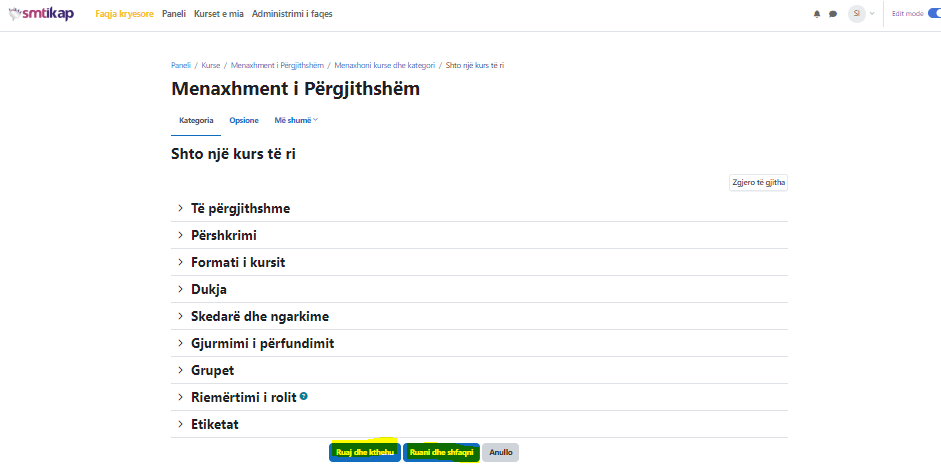 smtikap Faqja kryesore Paneli Kurset e mia Administrimi i faqes SI Edit mode
Paneli / Kurse / Menaxhment i Përgjithshëm / Menaxhoni kurse dhe kategori / Shto një kurs të ri
Menaxhment i Përgjithshëm
Kategoria Opsione Më shumë
Shto një kurs të ri
Zgjero të gjitha
Të përgjithshme
Përshkrimi
Formati i kursit
Dukja
Skedarë dhe ngarkime
Gjurmimi i përfundimit
Grupet
Riemërtimi i rolit ?
Etiketat
Ruaj dhe kthehu Ruani dhe shfaqni Anullo